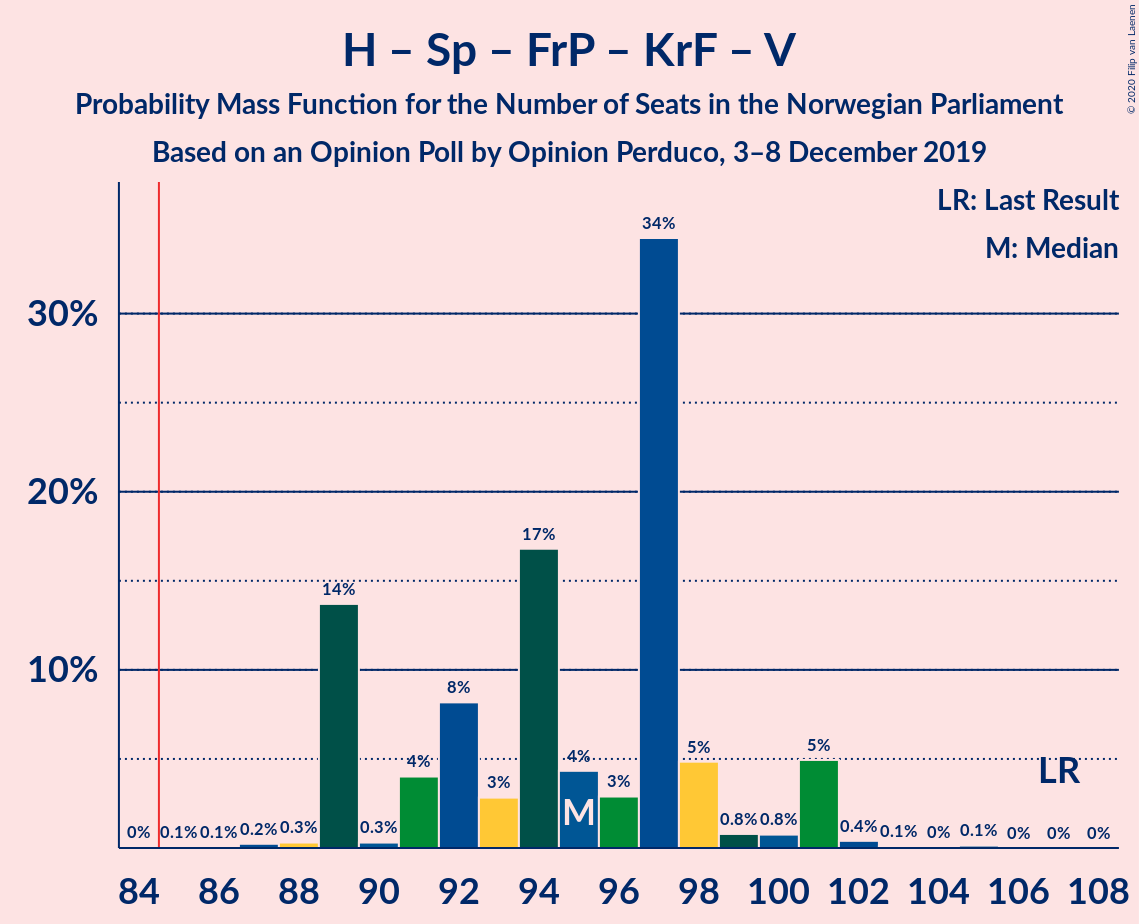 H – Sp – FrP – KrF – V
Probability Mass Function for the Number of Seats in the Norwegian Parliament
Based on an Opinion Poll by Opinion Perduco, 3–8 December 2019
© 2020 Filip van Laenen
LR: Last Result
M: Median
34%
30%
17%
20%
14%
10%
8%
5%
5%
4%
4%
3%
3%
LR
M
0% 0.1% 0.1% 0.2% 0.3% 0.3% 0.8% 0.8% 0.4% 0.1% 0% 0.1% 0% 0% 0%
84 86 88 90 92 94 96 98 100 102 104 106 108